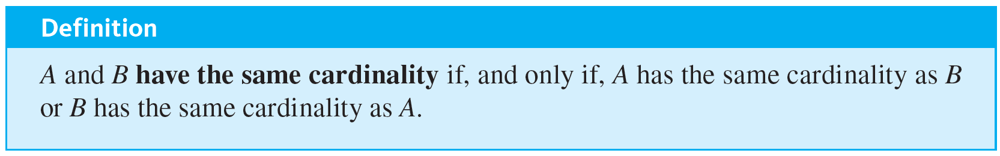 Definition
A and B have the same cardinality if, and only if, A has the same cardinality as B
or B has the same cardinality as A.